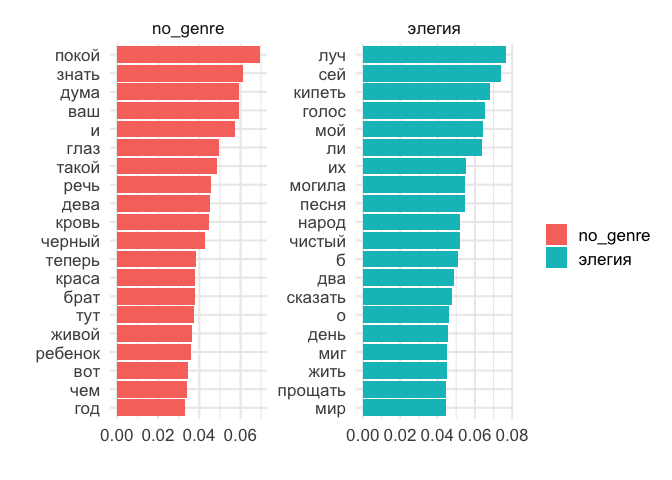 no_genre
покой
знать
дума
ваш
и
глаз
такой
речь
дева
кровь
черный
теперь
краса
брат
тут
живой
ребенок
вот
чем
год
0.00 0.02 0.04 0.06
элегия
луч
сей
кипеть
голос
мой
ли
их
могила
песня
народ
чистый
б
два
сказать
о
день
миг
жить
прощать
мир
0.00 0.02 0.04 0.06 0.08
no_genre
элегия